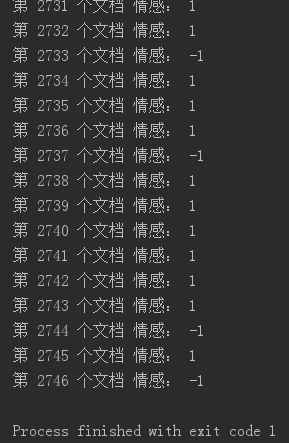 第 2731 个文档 情感： 1
第 2732 个文档 情感： 1
第 2733 个文档 情感： -1
第 2734 个文档 情感： 1
第 2735 个文档 情感： 1
第 2736 个文档 情感： 1
第 2737 个文档 情感： -1
第 2738 个文档 情感： 1
第 2739 个文档 情感： 1
第 2740 个文档 情感： 1
第 2741 个文档 情感： 1
第 2742 个文档 情感： 1
第 2743 个文档 情感： 1
第 2744 个文档 情感： -1
第 2745 个文档 情感： 1
第 2746 个文档 情感： -1
Process finished with exit code 1